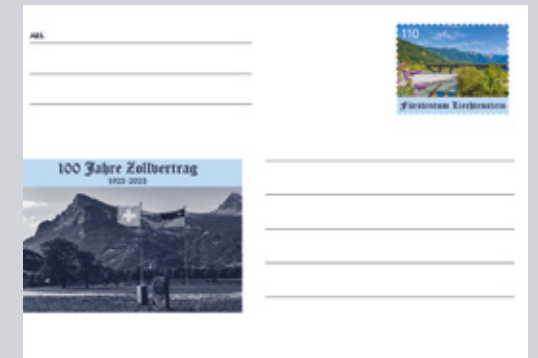 ABS.
110
Fürstentum Liechtenstein
100 Jahre Zollvertrag
1923-2023